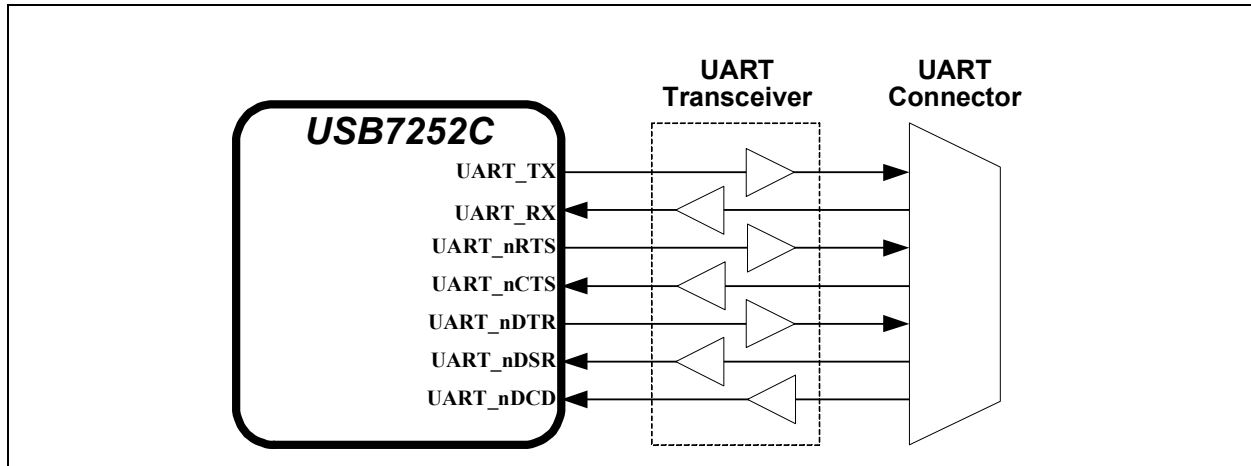 UART
Transceiver
UART
Connector
USB7252C
UART_TX
UART_RX
UART_nRTS
UART_nCTS
UART_nDTR
UART_nDSR
UART_nDCD